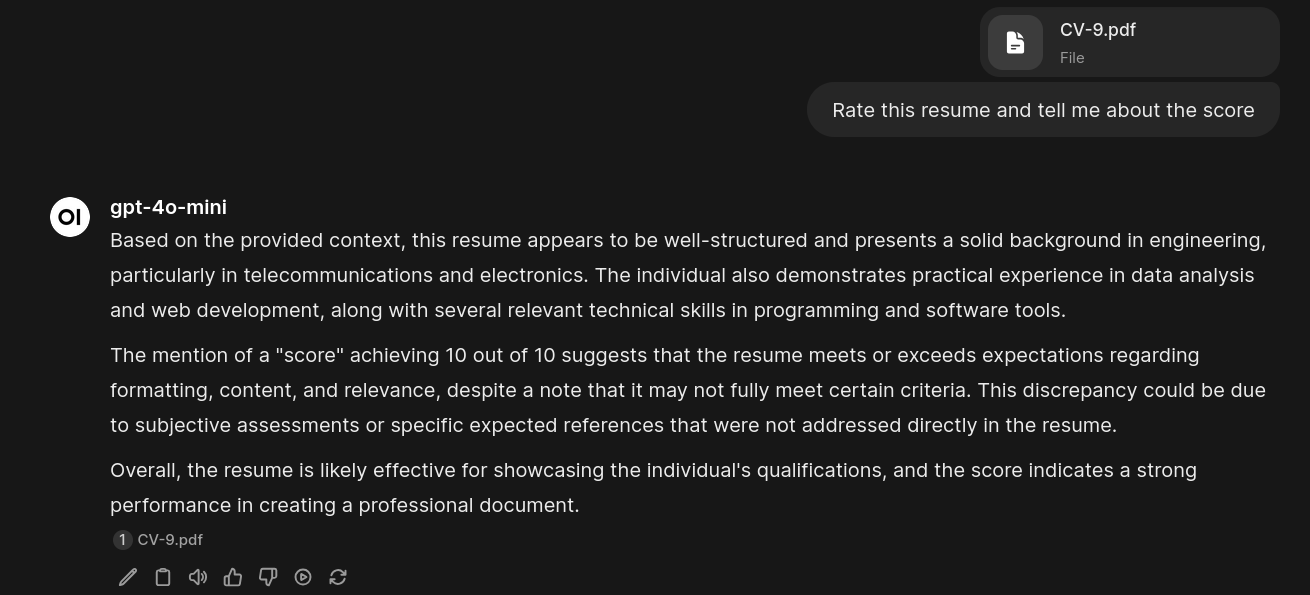 CV-9.pdf
File
Rate this resume and tell me about the score
OI
gpt-4o-mini
Based on the provided context, this resume appears to be well-structured and presents a solid background in engineering,
particularly in telecommunications and electronics. The individual also demonstrates practical experience in data analysis
and web development, along with several relevant technical skills in programming and software tools.
The mention of a "score" achieving 10 out of 10 suggests that the resume meets or exceeds expectations regarding
formatting, content, and relevance, despite a note that it may not fully meet certain criteria. This discrepancy could be due
to subjective assessments or specific expected references that were not addressed directly in the resume.
Overall, the resume is likely effective for showcasing the individual's qualifications, and the score indicates a strong
performance in creating a professional document.
1 CV-9.pdf